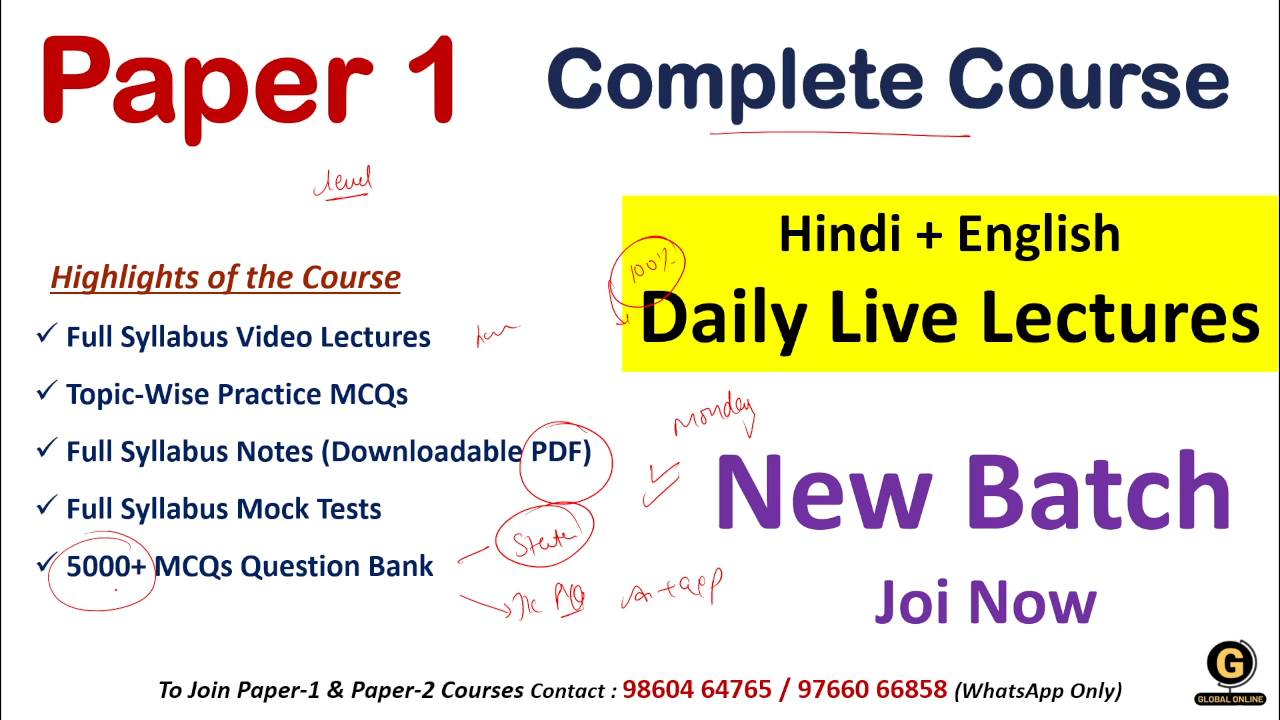 Paper 1
Complete Course
level
Hindi + English
100%
Daily Live Lectures
Highlights of the Course
✓ Full Syllabus Video Lectures
✓ Topic-Wise Practice MCQs
✓ Full Syllabus Notes (Downloadable PDF)
✓ Full Syllabus Mock Tests
✓ 5000+ MCQs Question Bank
Monday
New Batch
Joi Now
PYQ
To Join Paper-1 & Paper-2 Courses Contact : 98604 64765 / 97660 66858 (WhatsApp Only)
G
GLOBAL ONLINE